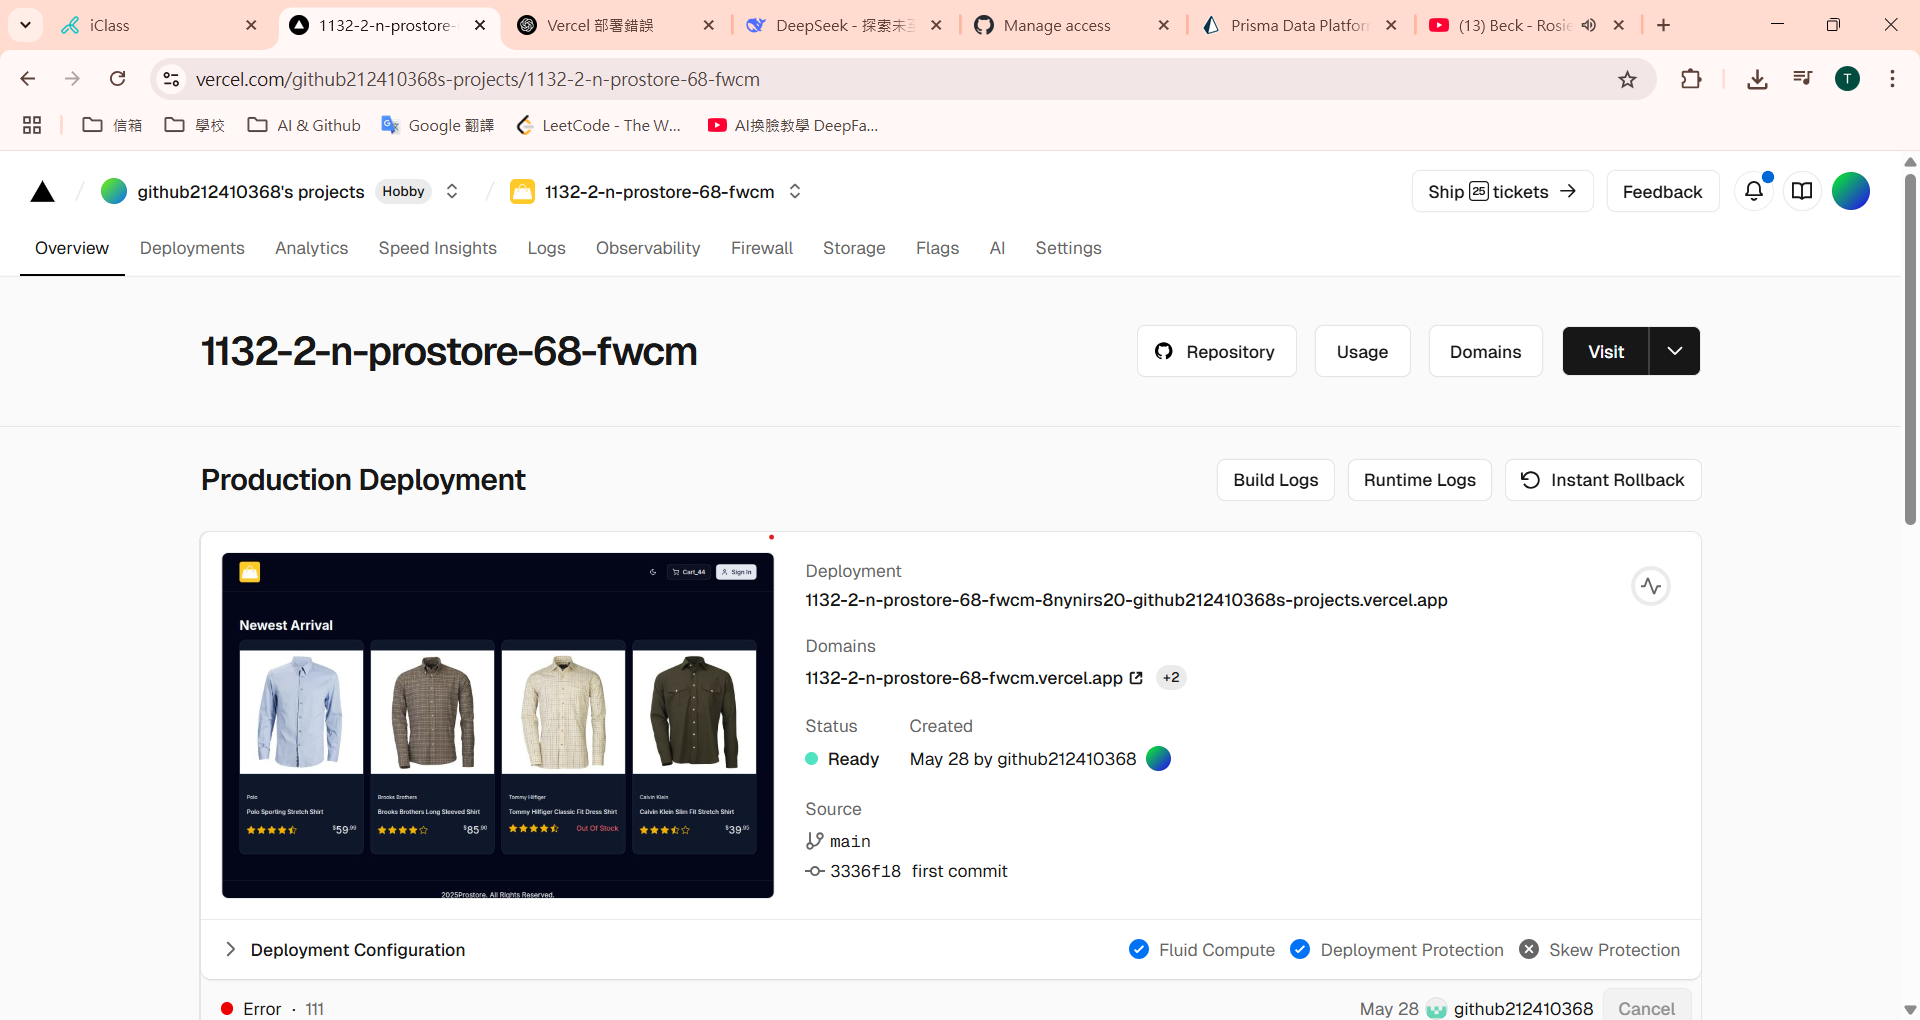 iClass
1132-2-n-prostore-
Vercel 部署錯誤
DeepSeek - 探索未至
Manage access
Prisma Data Platform
(13) Beck - Rosie
vercel.com/github212410368s-projects/1132-2-n-prostore-68-fwcm
T
信箱
學校
AI & Github
Google 翻譯
LeetCode - The W...
AI換臉教學 DeepFa...
github212410368's projects
Hobby
1132-2-n-prostore-68-fwcm
Ship 25 tickets →
Feedback
Overview
Deployments
Analytics
Speed Insights
Logs
Observability
Firewall
Storage
Flags
AI
Settings
1132-2-n-prostore-68-fwcm
Repository
Usage
Domains
Visit
Production Deployment
Build Logs
Runtime Logs
Instant Rollback
Cart_44
Sign In
Newest Arrival
Polo
Polo Sporting Stretch Shirt
$59.99
Brooks Brothers
Brooks Brothers Long Sleeved Shirt
$85.90
Tommy Hilfiger
Tommy Hilfiger Classic Fit Dress Shirt
Out Of Stock
Calvin Klein
Calvin Klein Slim Fit Stretch Shirt
$39.95
2025Prostore. All Rights Reserved.
Deployment
1132-2-n-prostore-68-fwcm-8nynirs20-github212410368s-projects.vercel.app
Domains
1132-2-n-prostore-68-fwcm.vercel.app
+2
Status
Created
Ready
May 28 by github212410368
Source
main
3336f18 first commit
Deployment Configuration
Fluid Compute
Deployment Protection
Skew Protection
Error · 111
May 28
github212410368
Cancel